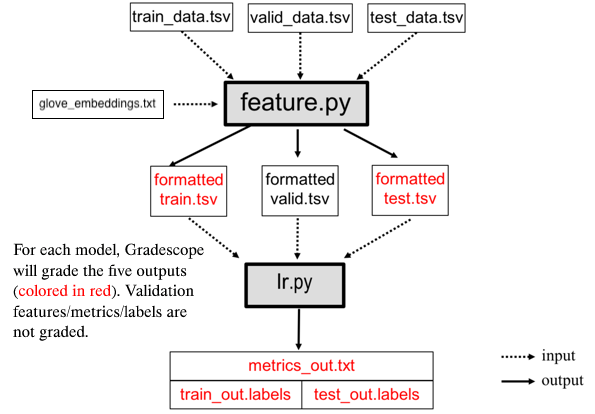 train_data.tsv
valid_data.tsv
test_data.tsv
glove_embeddings.txt
feature.py
formatted
train.tsv
formatted
valid.tsv
formatted
test.tsv
For each model, Gradescope
will grade the five outputs
(colored in red). Validation
features/metrics/labels are
not graded.
lr.py
metrics_out.txt
train_out.labels
test_out.labels
input
output